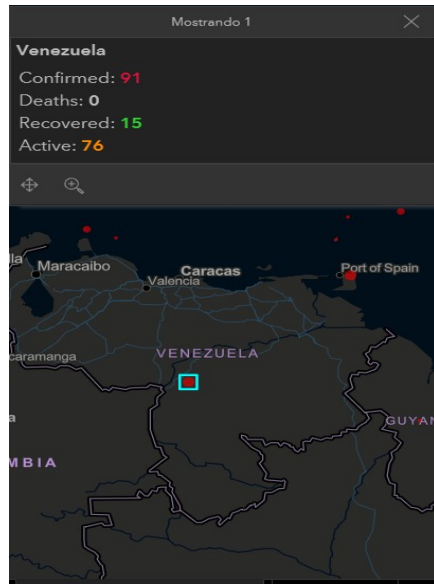 Mostrando 1
Venezuela
Confirmed: 91
Deaths: 0
Recovered: 15
Active: 76
lla
Maracaibo
Valencia
Caracas
Port of Spain
caramanga
VENEZUELA
GUYAN
a
MBIA